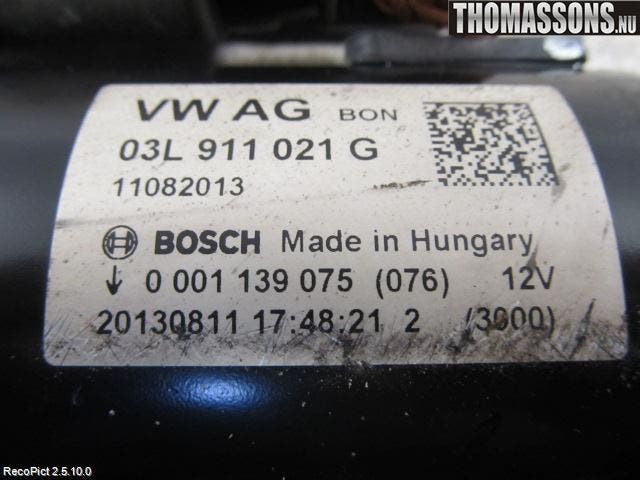 THOMASSONS.NU
VW AG BON
03L 911 021 G
11082013
BOSCH Made in Hungary
↓ 0 001 139 075 (076) 12V
20130811 17:48:21 2 (3000)
RecoPict 2.5.10.0